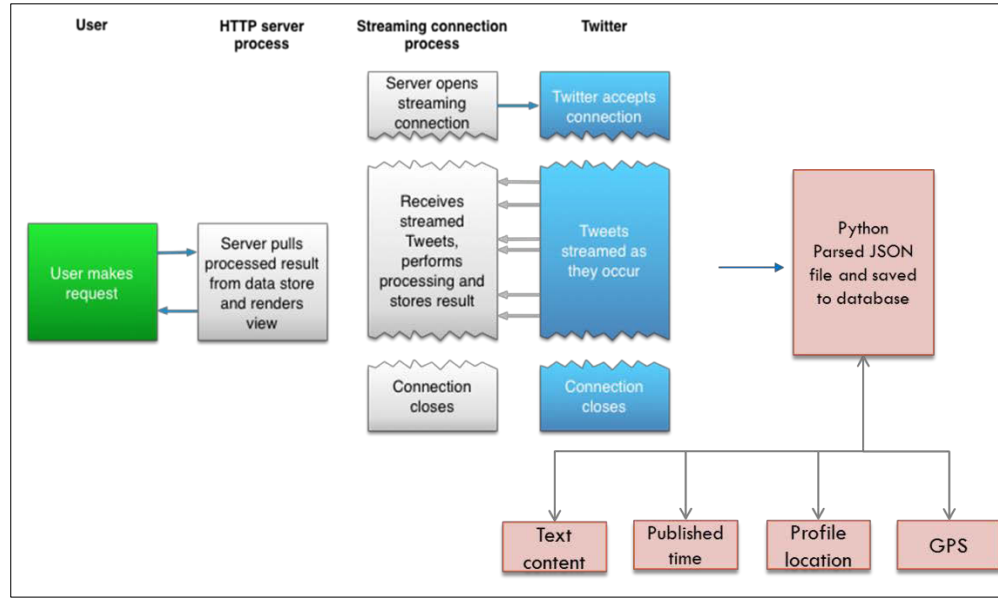 User
HTTP server
process
Streaming connection
process
Twitter
Server opens
streaming
connection
Twitter accepts
connection
Receives
streamed
Tweets,
performs
processing and
stores result
Tweets
streamed as
they occur
User makes
request
Server pulls
processed result
from data store
and renders
view
Python
Parsed JSON
file and saved
to database
Connection
closes
Connection
closes
Text
content
Published
time
Profile
location
GPS